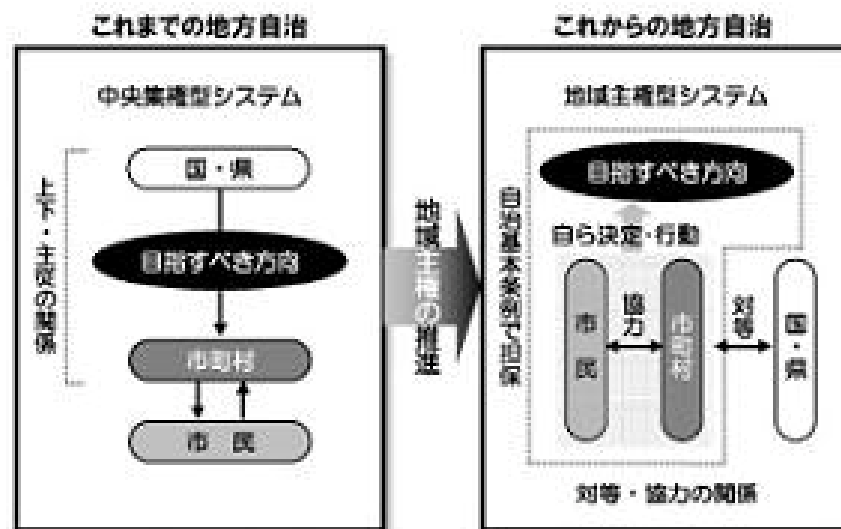 これまでの地方自治
中央集権型システム
国・県
上下・主従の関係
目指すべき方向
市町村
市 民
地域主権の推進
これからの地方自治
地域主権型システム
目指すべき方向
自治基本条例で担保
自ら決定・行動
市民
協力
市町村
対等
国・県
対等・協力の関係